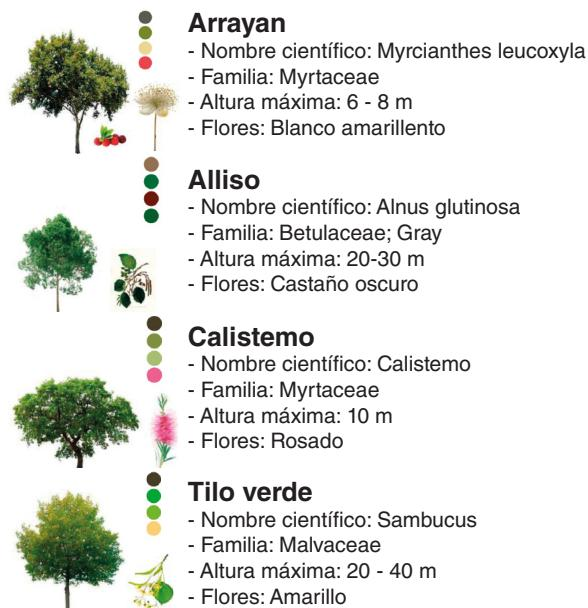 Arrayan
- Nombre científico: Myrcianthes leucoxyla
- Familia: Myrtaceae
- Altura máxima: 6 - 8 m
- Flores: Blanco amarillento
Alliso
- Nombre científico: Alnus glutinosa
- Familia: Betulaceae; Gray
- Altura máxima: 20-30 m
- Flores: Castaño oscuro
Calistemo
- Nombre científico: Calistemo
- Familia: Myrtaceae
- Altura máxima: 10 m
- Flores: Rosado
Tilo verde
- Nombre científico: Sambucus
- Familia: Malvaceae
- Altura máxima: 20 - 40 m
- Flores: Amarillo